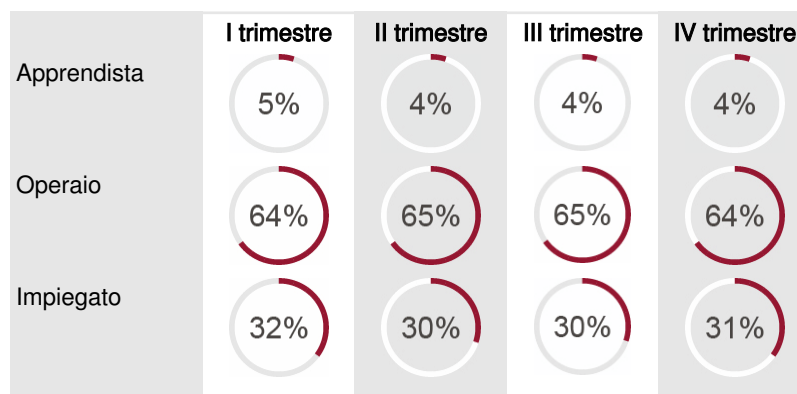 I trimestre II trimestre III trimestre IV trimestre
Apprendista 5% 4% 4% 4%
Operaio 64% 65% 65% 64%
Impiegato 32% 30% 30% 31%